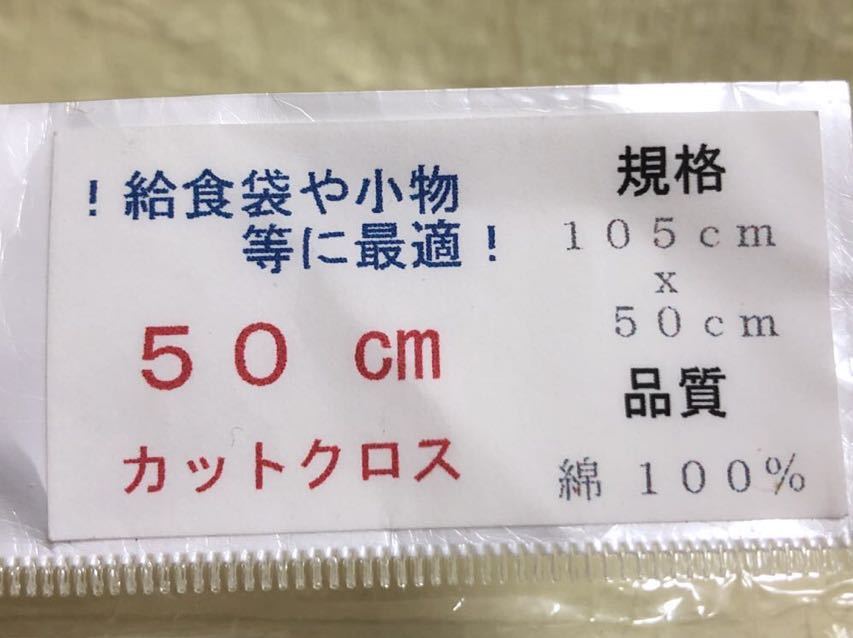 ！給食袋や小物
等に最適！
５０ ㎝
カットクロス
規格
１０５ｃｍ
ｘ
５０ｃｍ
品質
綿 １００％